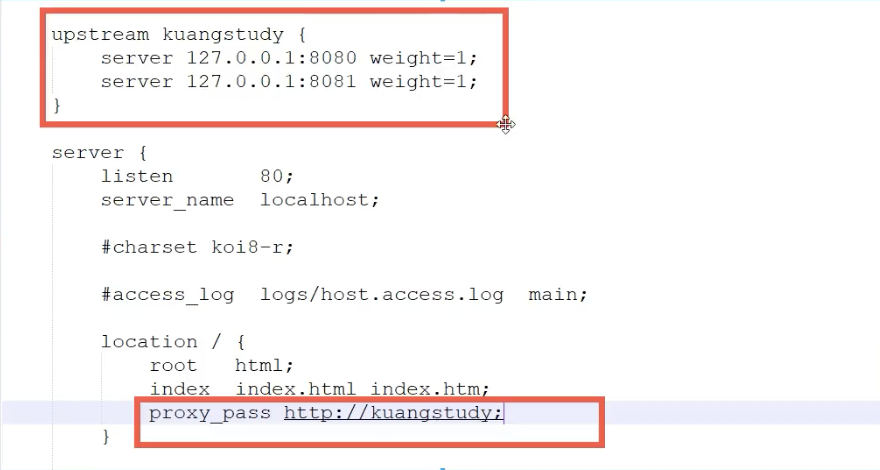 upstream kuangstudy {
server 127.0.0.1:8080 weight=1;
server 127.0.0.1:8081 weight=1;
}
server {
listen 80;
server_name localhost;
#charset koi8-r;
#access_log logs/host.access.log main;
location / {
root html;
index index.html index.htm;
proxy_pass http://kuangstudy;
}